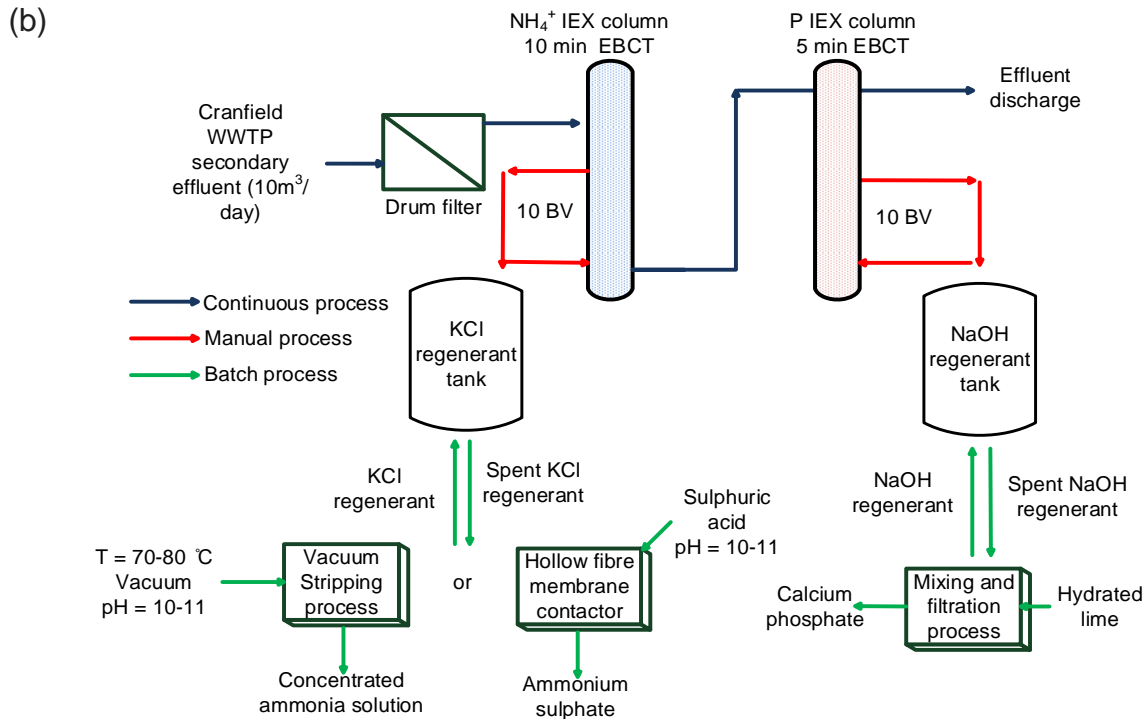 (b)
NH₄⁺ IEX column
10 min EBCT
P IEX column
5 min EBCT
Effluent
discharge
Cranfield
WWTP
secondary
effluent (10m³/
day)
Drum filter
10 BV
10 BV
Continuous process
Manual process
Batch process
KCl
regenerant
tank
NaOH
regenerant
tank
KCl
regenerant
Spent KCl
regenerant
NaOH
regenerant
Spent NaOH
regenerant
T = 70-80 ℃
Vacuum
pH = 10-11
Vacuum
Stripping
process
or
Sulphuric
acid
pH = 10-11
Hollow fibre
membrane
contactor
Calcium
phosphate
Mixing and
filtration
process
Hydrated
lime
Concentrated
ammonia solution
Ammonium
sulphate